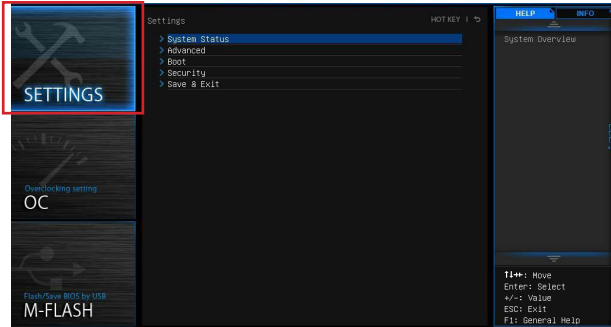 SETTINGS
Overclocking setting
OC
Flash/Save BIOS by USB
M-FLASH
Settings
HOT KEY |
> System Status
> Advanced
> Boot
> Security
> Save & Exit
HELP
INFO
System Overview
↑↓→←: Move
Enter: Select
+/-: Value
ESC: Exit
F1: General Help